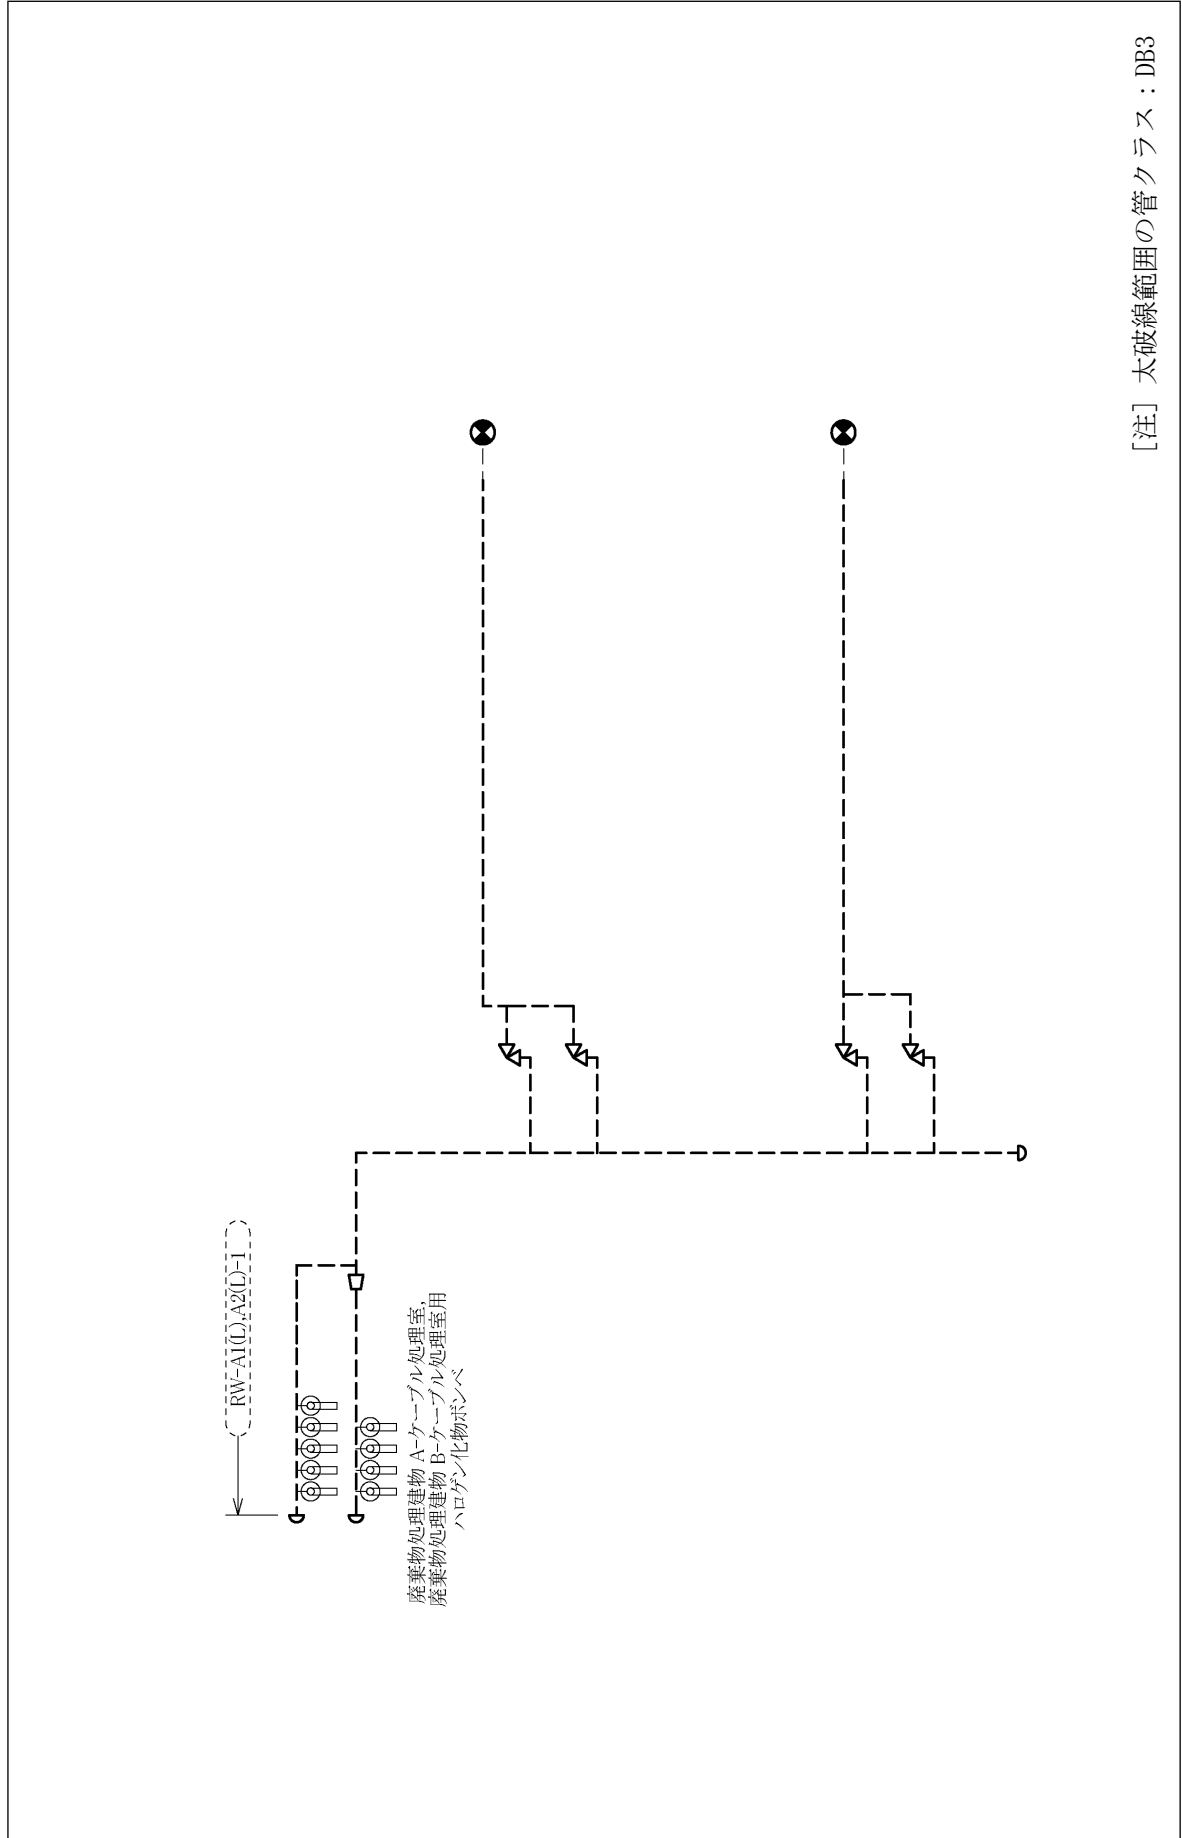 RW-A1(L),A2(L)-1
廃棄物処理建物 A-ケーブル処理室,
廃棄物処理建物 B-ケーブル処理室用
ハロゲン化物ボンベ
[注] 太破線範囲の管クラス：DB3